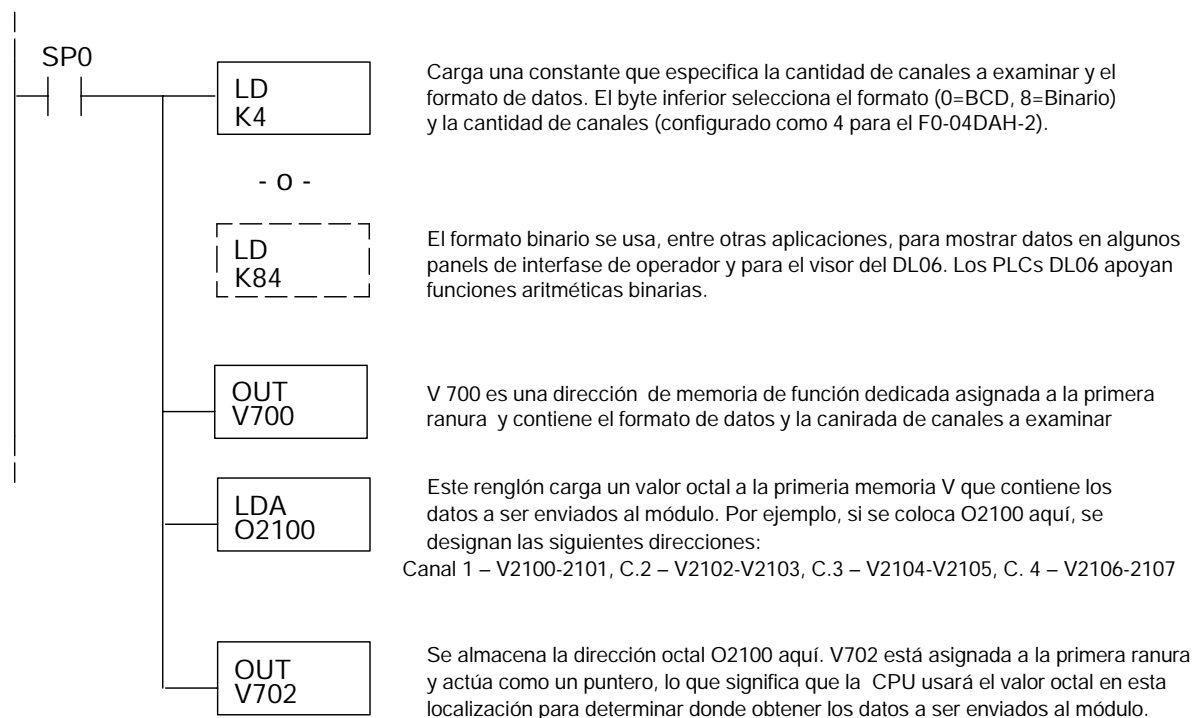 SP0
LD
K4
Carga una constante que especifica la cantidad de canales a examinar y el
formato de datos. El byte inferior selecciona el formato (0=BCD, 8=Binario)
y la cantidad de canales (configurado como 4 para el F0-04DAH-2).
- o -
LD
K84
El formato binario se usa, entre otras aplicaciones, para mostrar datos en algunos
panels de interfase de operador y para el visor del DL06. Los PLCs DL06 apoyan
funciones aritméticas binarias.
OUT
V700
V 700 es una dirección de memoria de función dedicada asignada a la primera
ranura y contiene el formato de datos y la canirada de canales a examinar
LDA
O2100
Este renglón carga un valor octal a la primeria memoria V que contiene los
datos a ser enviados al módulo. Por ejemplo, si se coloca O2100 aquí, se
designan las siguientes direcciones:
Canal 1 – V2100-2101, C.2 – V2102-V2103, C.3 – V2104-V2105, C. 4 – V2106-2107
OUT
V702
Se almacena la dirección octal O2100 aquí. V702 está asignada a la primera ranura
y actúa como un puntero, lo que significa que la CPU usará el valor octal en esta
localización para determinar donde obtener los datos a ser enviados al módulo.